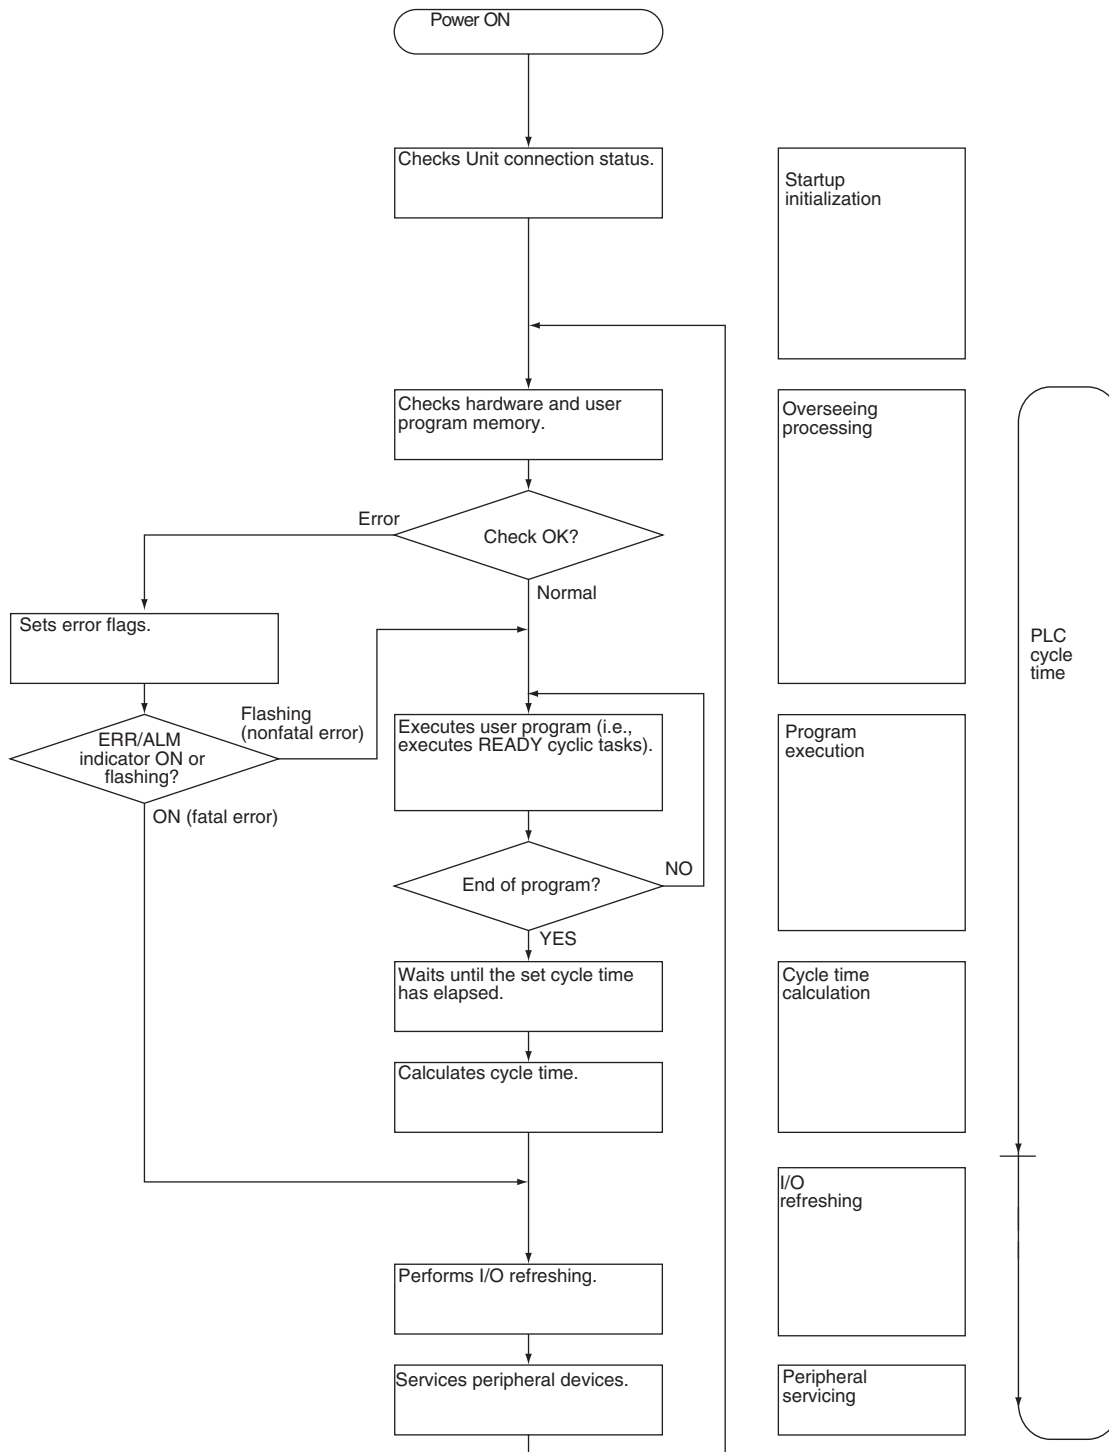 Power ON
Checks Unit connection status.
Startup
initialization
Checks hardware and user
program memory.
Overseeing
processing
Error
Check OK?
Normal
Sets error flags.
PLC
cycle
time
Flashing
(nonfatal error)
ERR/ALM
indicator ON or
flashing?
ON (fatal error)
Executes user program (i.e.,
executes READY cyclic tasks).
Program
execution
End of program?
NO
YES
Waits until the set cycle time
has elapsed.
Cycle time
calculation
Calculates cycle time.
I/O
refreshing
Performs I/O refreshing.
Services peripheral devices.
Peripheral
servicing